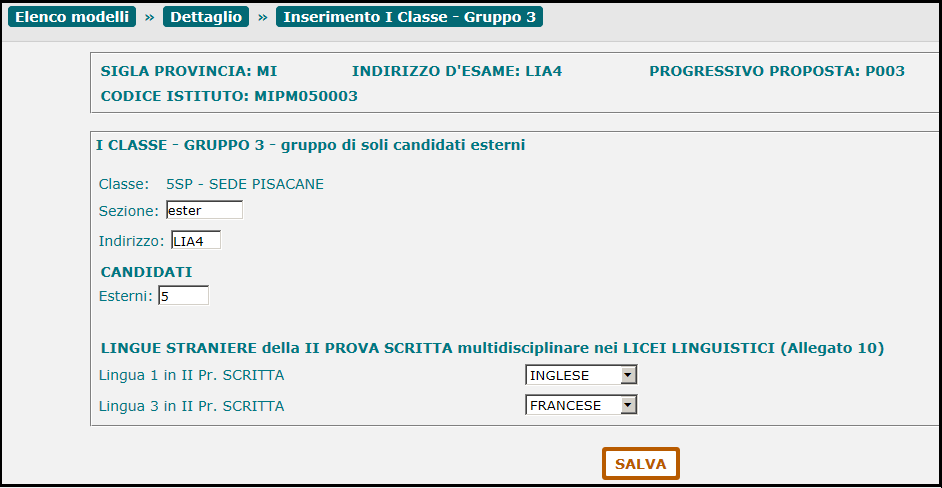 Elenco modelli » Dettaglio » Inserimento I Classe - Gruppo 3
SIGLA PROVINCIA: MI INDIRIZZO D'ESAME: LIA4 PROGRESSIVO PROPOSTA: P003
CODICE ISTITUTO: MIPM050003
I CLASSE - GRUPPO 3 - gruppo di soli candidati esterni
Classe: 5SP - SEDE PISACANE
Sezione: ester
Indirizzo: LIA4
CANDIDATI
Esterni: 5
LINGUE STRANIERE della II PROVA SCRITTA multidisciplinare nei LICEI LINGUISTICI (Allegato 10)
Lingua 1 in II Pr. SCRITTA INGLESE
Lingua 3 in II Pr. SCRITTA FRANCESE
SALVA